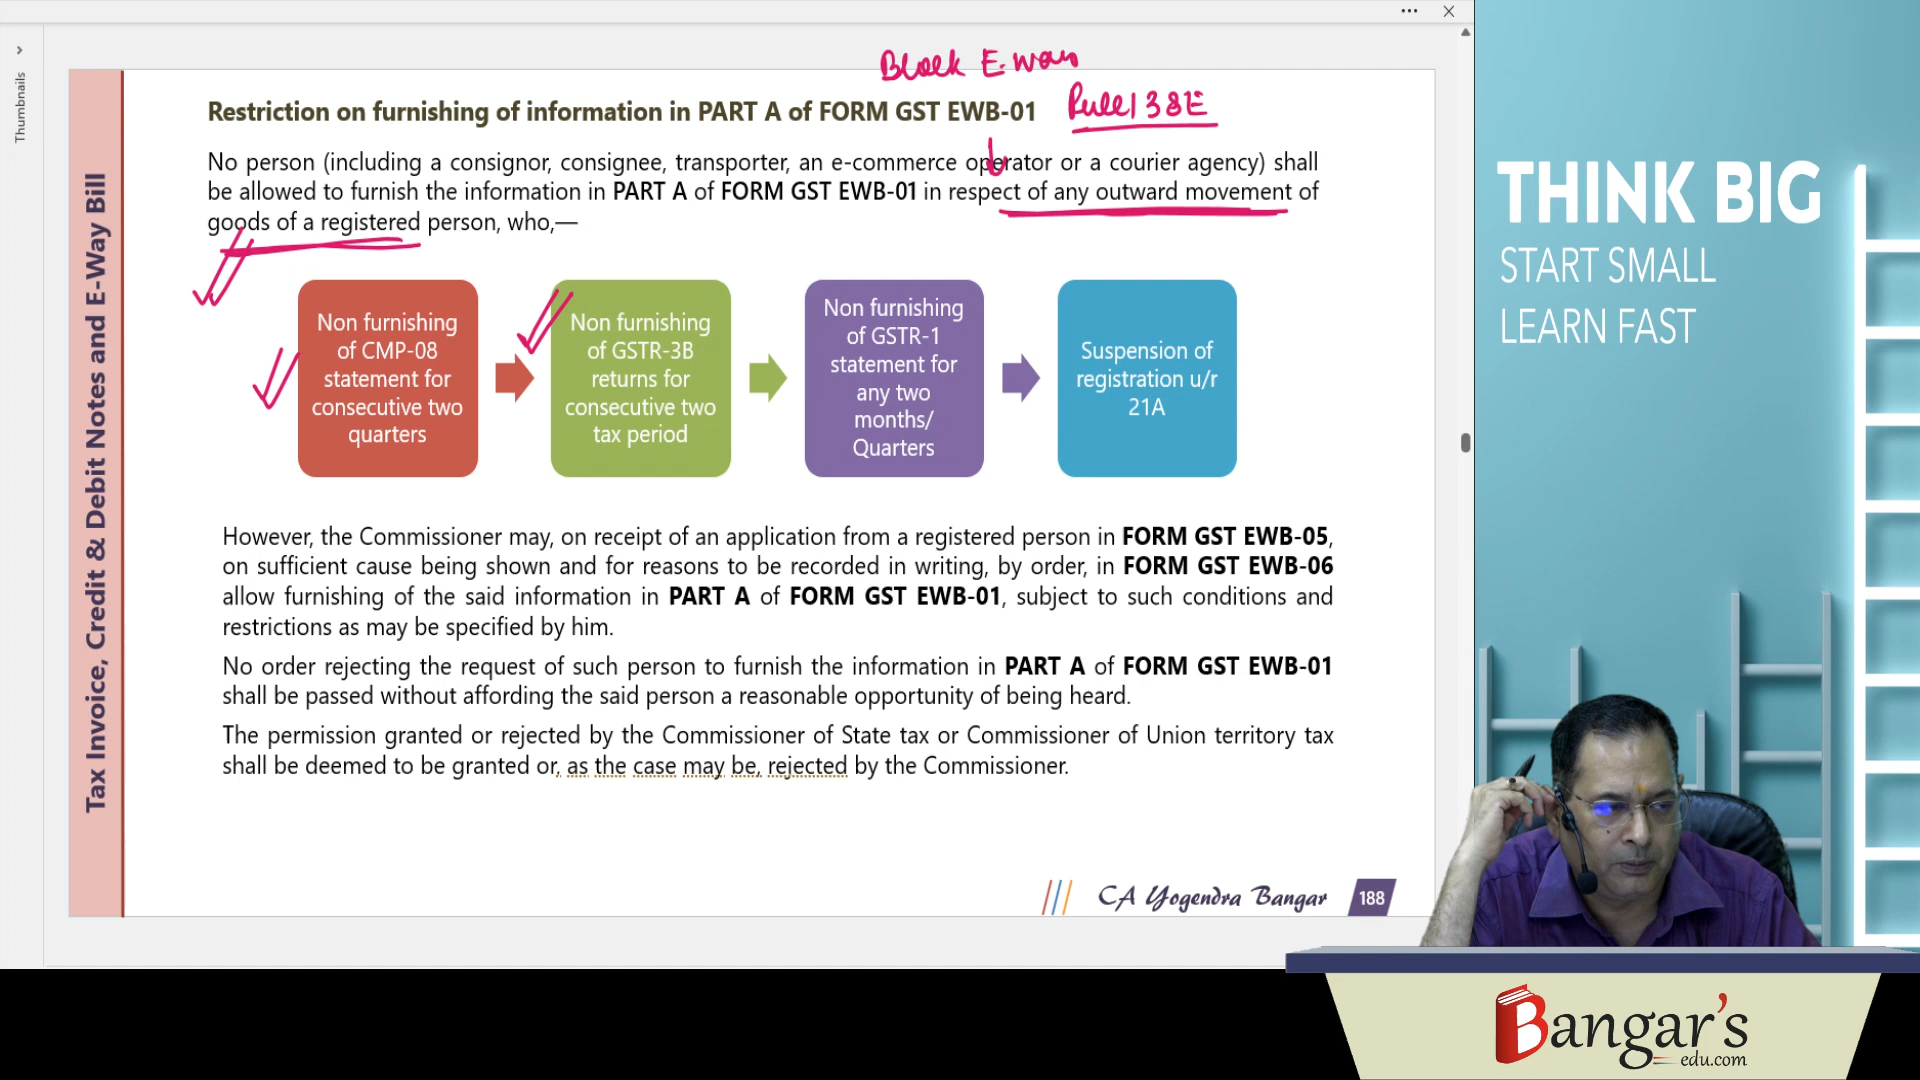 Thumbnails
Block E-way
Restriction on furnishing of information in PART A of FORM GST EWB-01
Rule 138E
No person (including a consignor, consignee, transporter, an e-commerce operator or a courier agency) shall
be allowed to furnish the information in PART A of FORM GST EWB-01 in respect of any outward movement of
goods of a registered person, who,—
Non furnishing
of CMP-08
statement for
consecutive two
quarters
Non furnishing
of GSTR-3B
returns for
consecutive two
tax period
Non furnishing
of GSTR-1
statement for
any two
months/
Quarters
Suspension of
registration u/r
21A
However, the Commissioner may, on receipt of an application from a registered person in FORM GST EWB-05,
on sufficient cause being shown and for reasons to be recorded in writing, by order, in FORM GST EWB-06
allow furnishing of the said information in PART A of FORM GST EWB-01, subject to such conditions and
restrictions as may be specified by him.
No order rejecting the request of such person to furnish the information in PART A of FORM GST EWB-01
shall be passed without affording the said person a reasonable opportunity of being heard.
The permission granted or rejected by the Commissioner of State tax or Commissioner of Union territory tax
shall be deemed to be granted or, as the case may be, rejected by the Commissioner.
Tax Invoice, Credit & Debit Notes and E-Way Bill
CA Yogendra Bangar
188
THINK BIG
START SMALL
LEARN FAST
Bangar's
edu.com